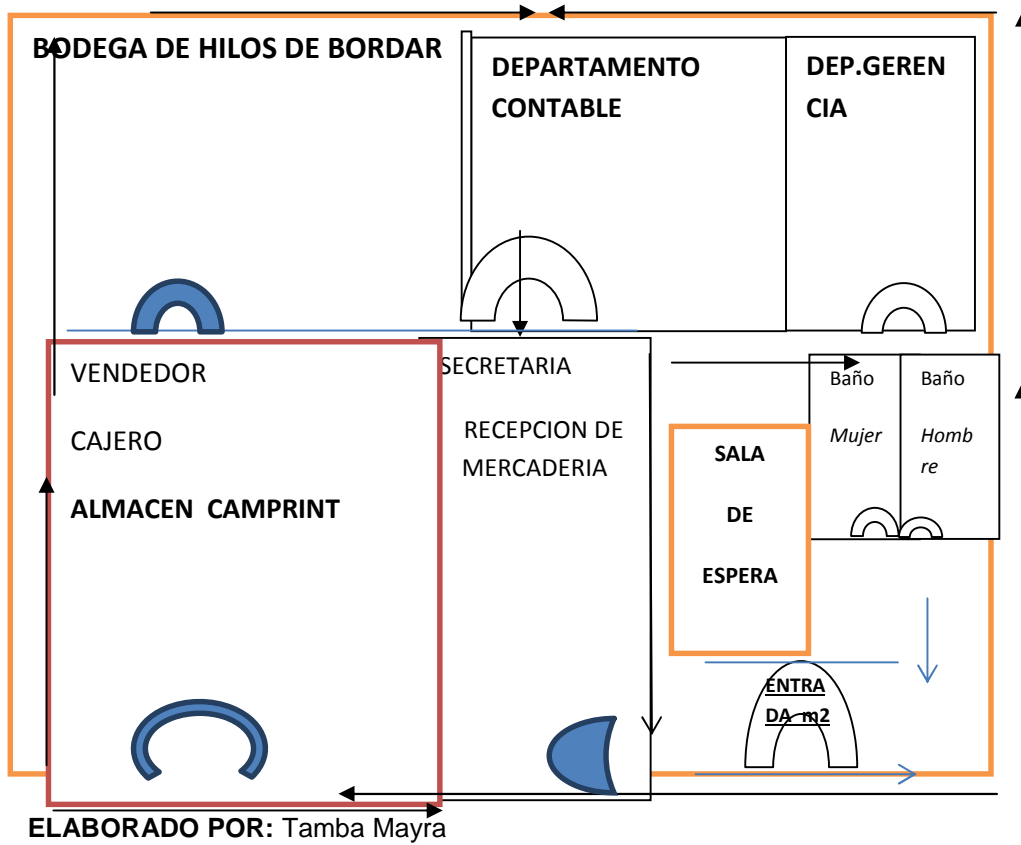 BODEGA DE HILOS DE BORDAR
DEPARTAMENTO
CONTABLE
DEP.GEREN
CIA
VENDEDOR
CAJERO
ALMACEN CAMPRINT
SECRETARIA
RECEPCION DE
MERCADERIA
SALA
DE
ESPERA
Baño
Mujer
Baño
Homb
re
ENTRA
DA m2
ELABORADO POR: Tamba Mayra